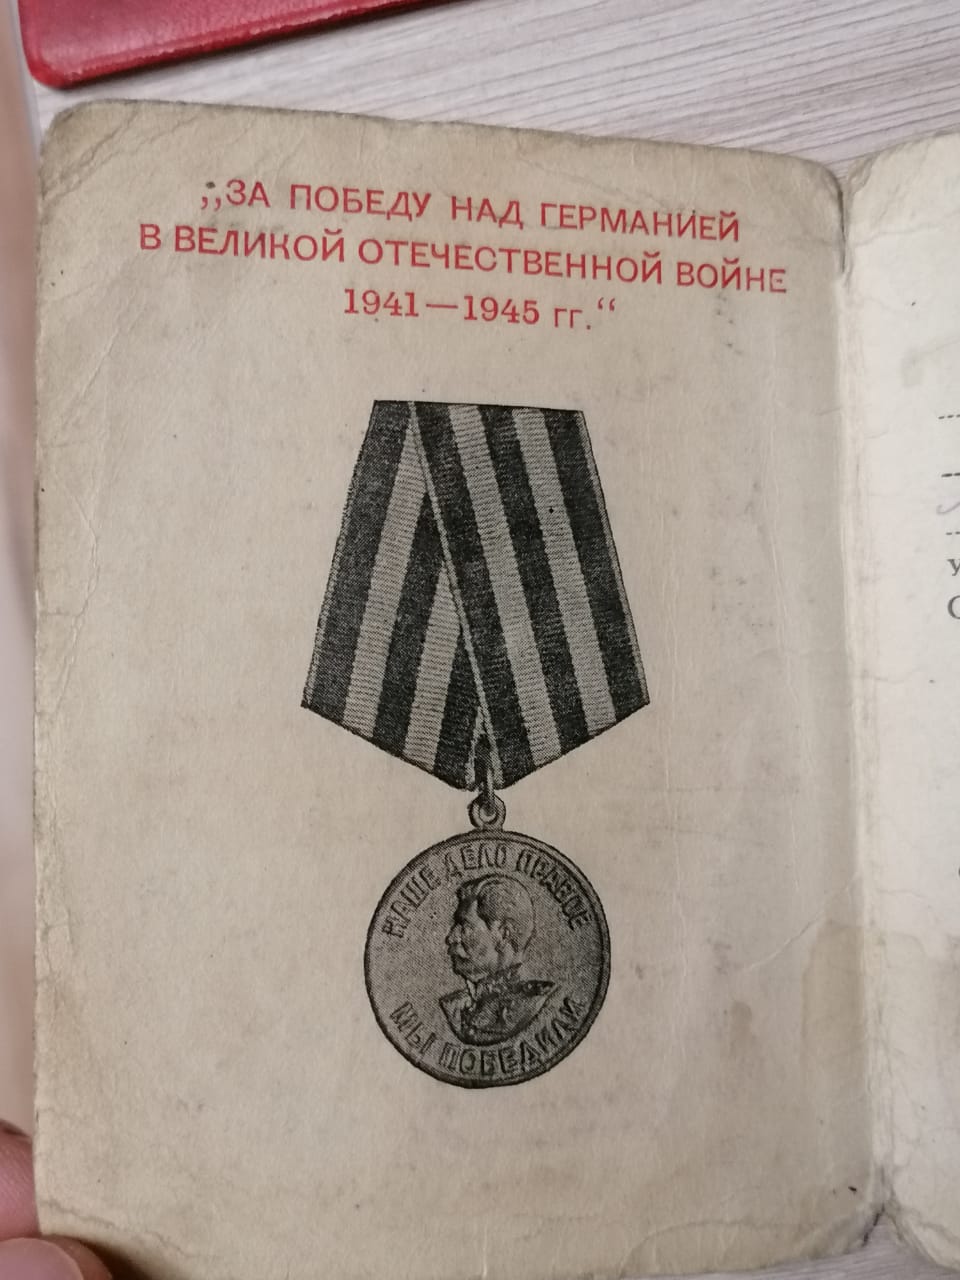 „ЗА ПОБЕДУ НАД ГЕРМАНИЕЙ
В ВЕЛИКОЙ ОТЕЧЕСТВЕННОЙ ВОЙНЕ
1941—1945 гг.“
НАШЕ ДЕЛО ПРАВОЕ
МЫ ПОБЕДИЛИ